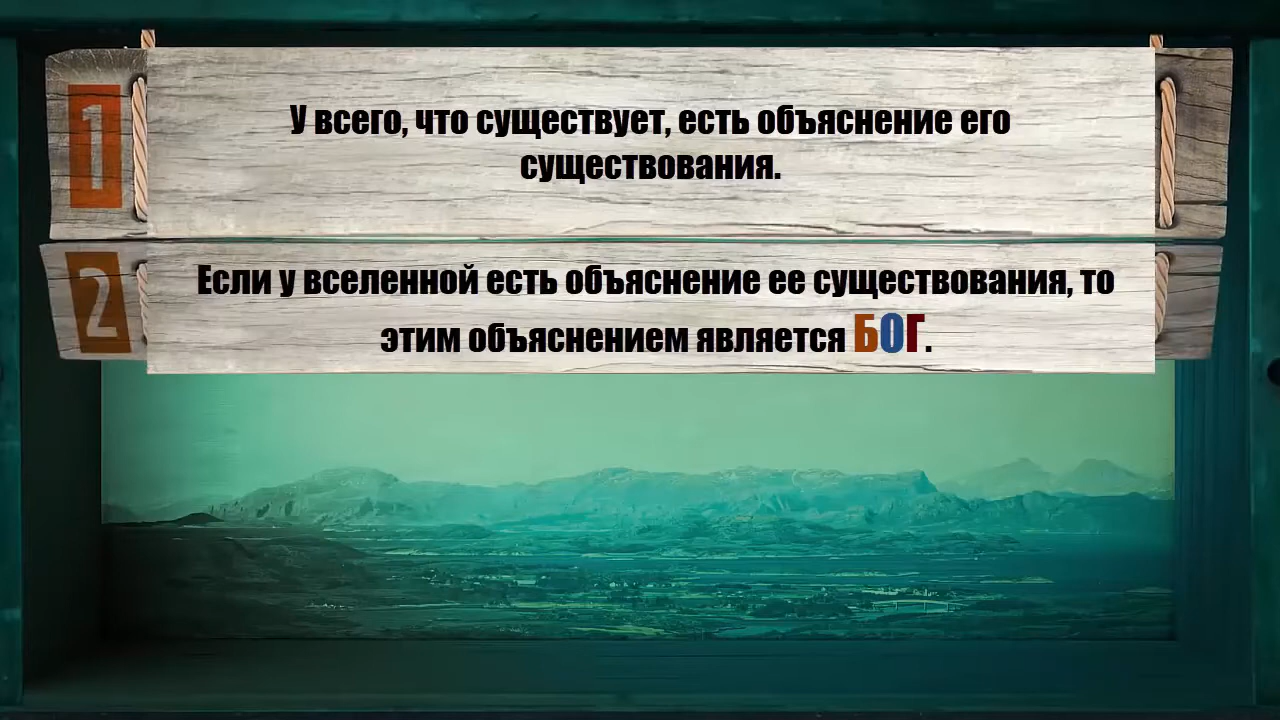 1
У всего, что существует, есть объяснение его
существования.
2
Если у вселенной есть объяснение ее существования, то
этим объяснением является БОГ.